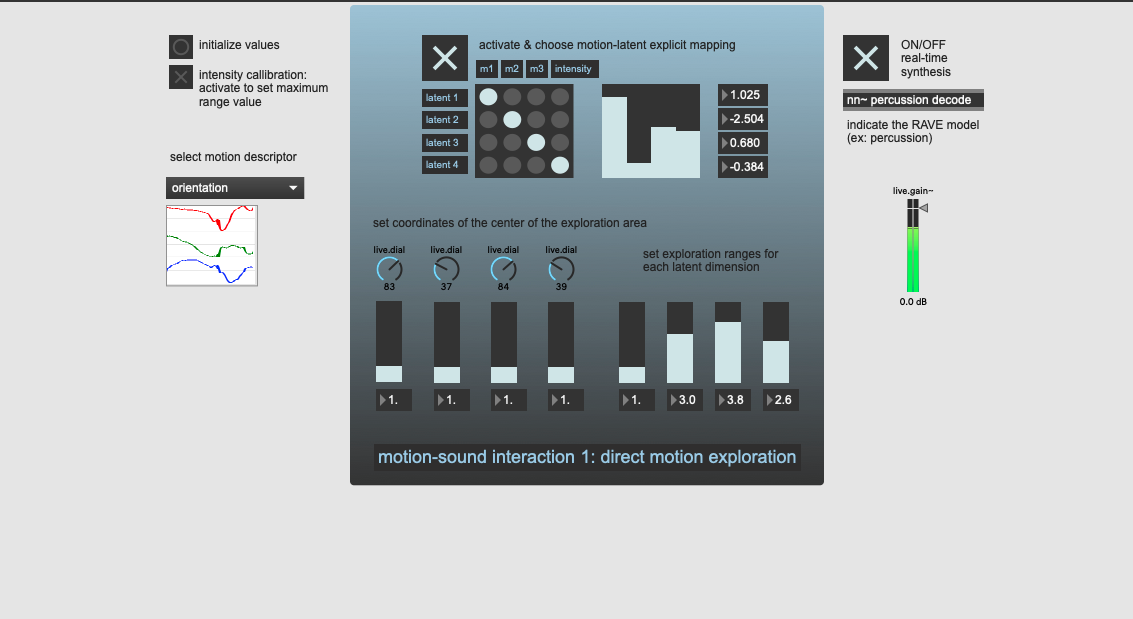 initialize values
intensity callibration:
activate to set maximum
range value
select motion descriptor
orientation
activate & choose motion-latent explicit mapping
m1 m2 m3 intensity
latent 1
latent 2
latent 3
latent 4
1.025
-2.504
0.680
-0.384
set coordinates of the center of the exploration area
live.dial live.dial live.dial live.dial
83 37 84 39
set exploration ranges for
each latent dimension
1. 1. 1. 1. 1. 3.0 3.8 2.6
motion-sound interaction 1: direct motion exploration
ON/OFF
real-time
synthesis
nn~ percussion decode
indicate the RAVE model
(ex: percussion)
live.gain~
0.0 dB